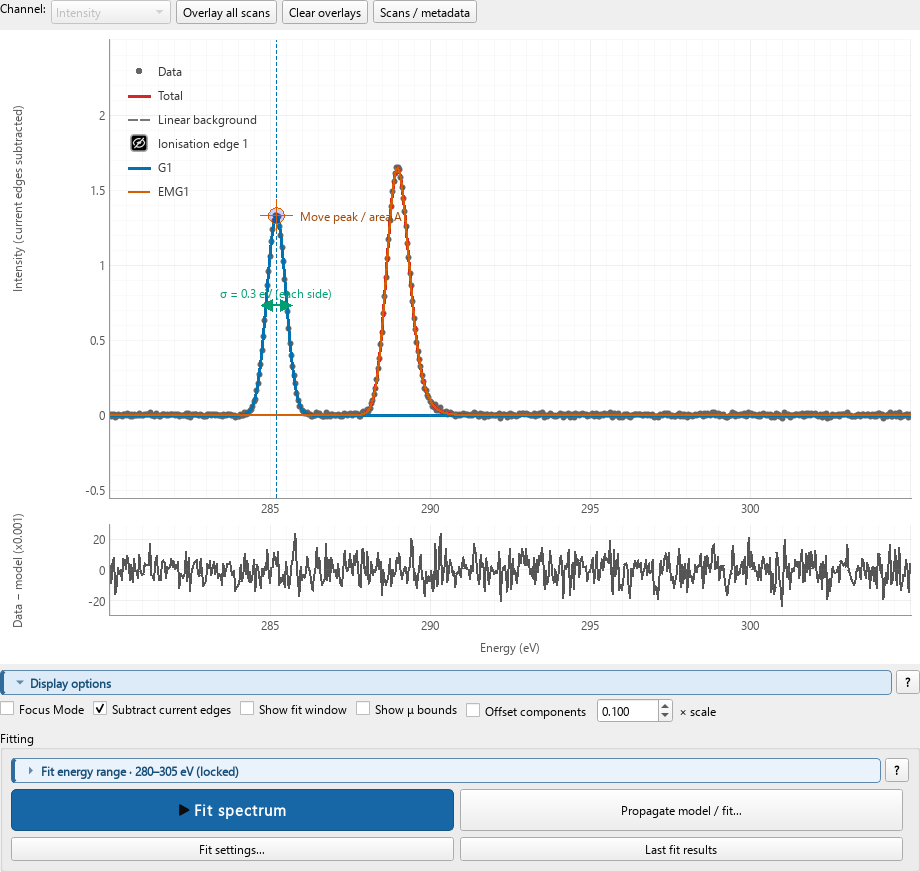 Channel: Intensity Overlay all scans Clear overlays Scans / metadata
Intensity (current edges subtracted)
Data
Total
Linear background
Ionisation edge 1
G1
EMG1
Move peak / area A
σ = 0.3 eV (each side)
2
1.5
1
0.5
0
-0.5
285 290 295 300
Data − model (x0.001)
20
0
-20
285 290 295 300
Energy (eV)
Display options ?
Focus Mode Subtract current edges Show fit window Show μ bounds Offset components 0.100 × scale
Fitting
Fit energy range · 280–305 eV (locked) ?
Fit spectrum Propagate model / fit...
Fit settings... Last fit results